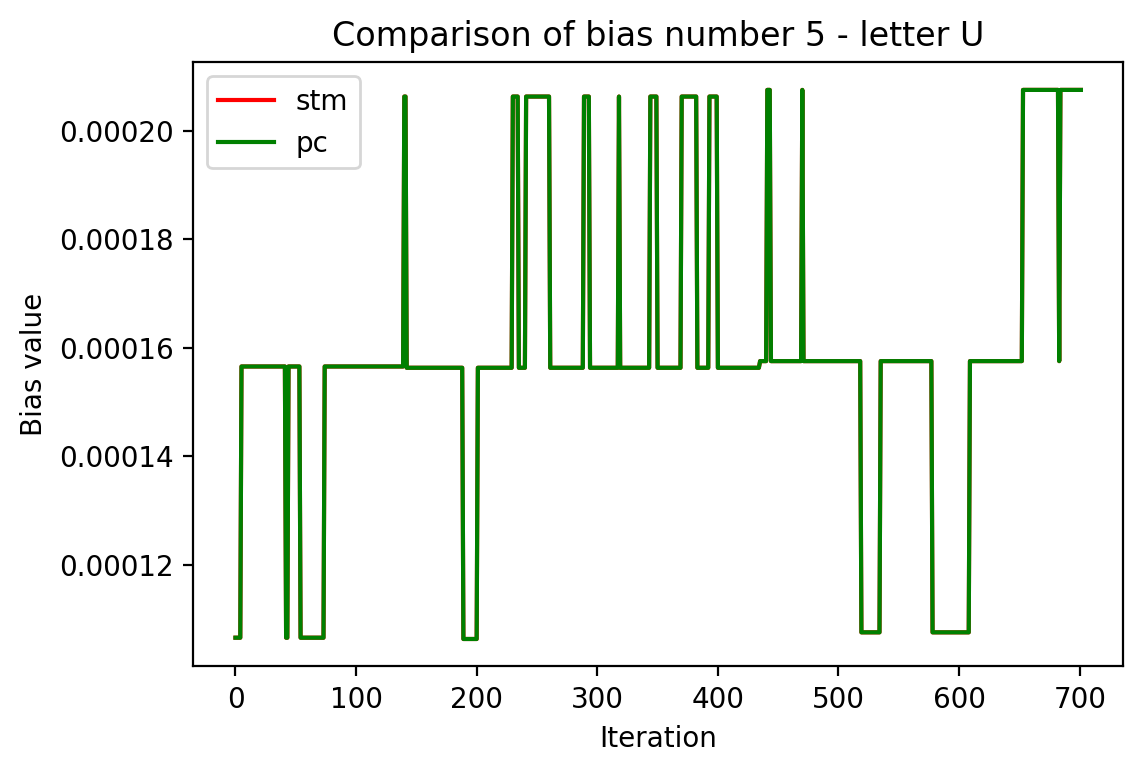 Comparison of bias number 5 - letter U
stm
pc
0.00020
0.00018
0.00016
0.00014
0.00012
Bias value
0 100 200 300 400 500 600 700
Iteration